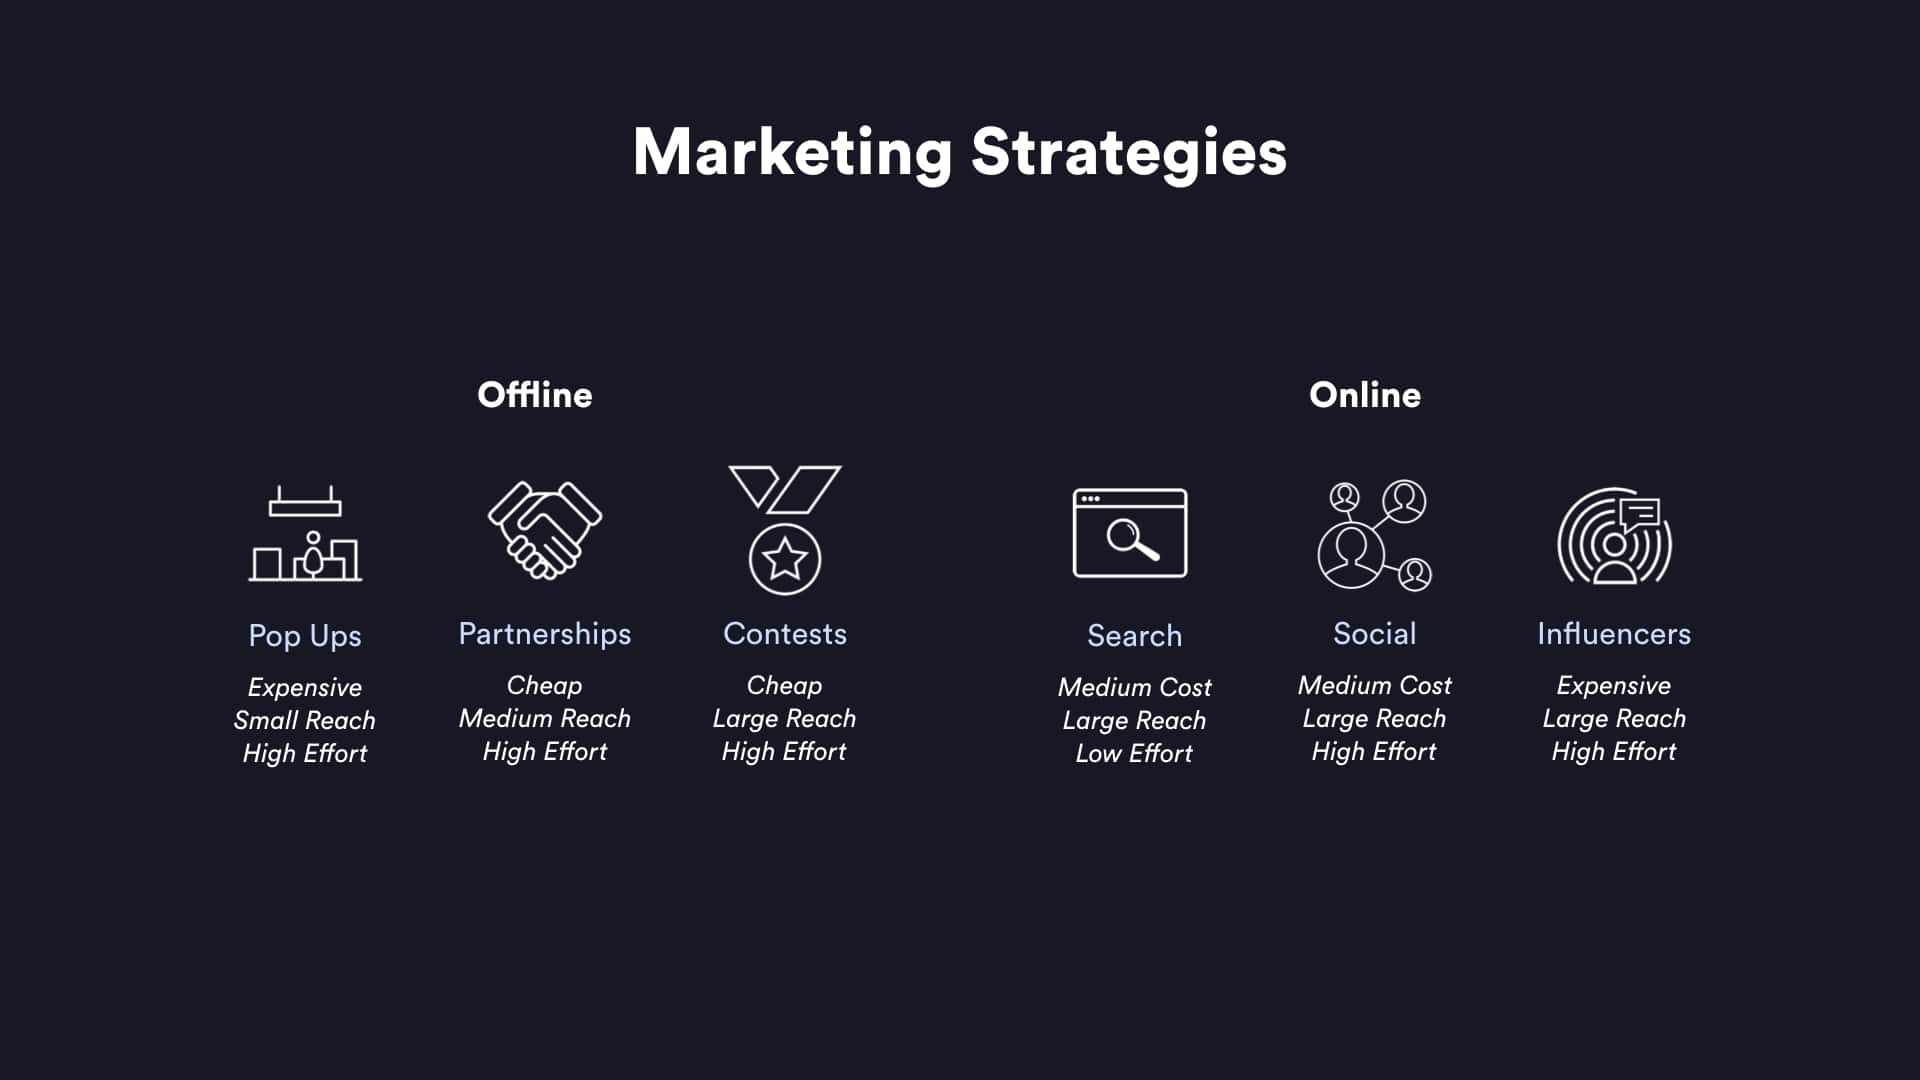 Marketing Strategies
Offline
Pop Ups
Expensive
Small Reach
High Effort
Partnerships
Cheap
Medium Reach
High Effort
Contests
Cheap
Large Reach
High Effort
Online
Search
Medium Cost
Large Reach
Low Effort
Social
Medium Cost
Large Reach
High Effort
Influencers
Expensive
Large Reach
High Effort